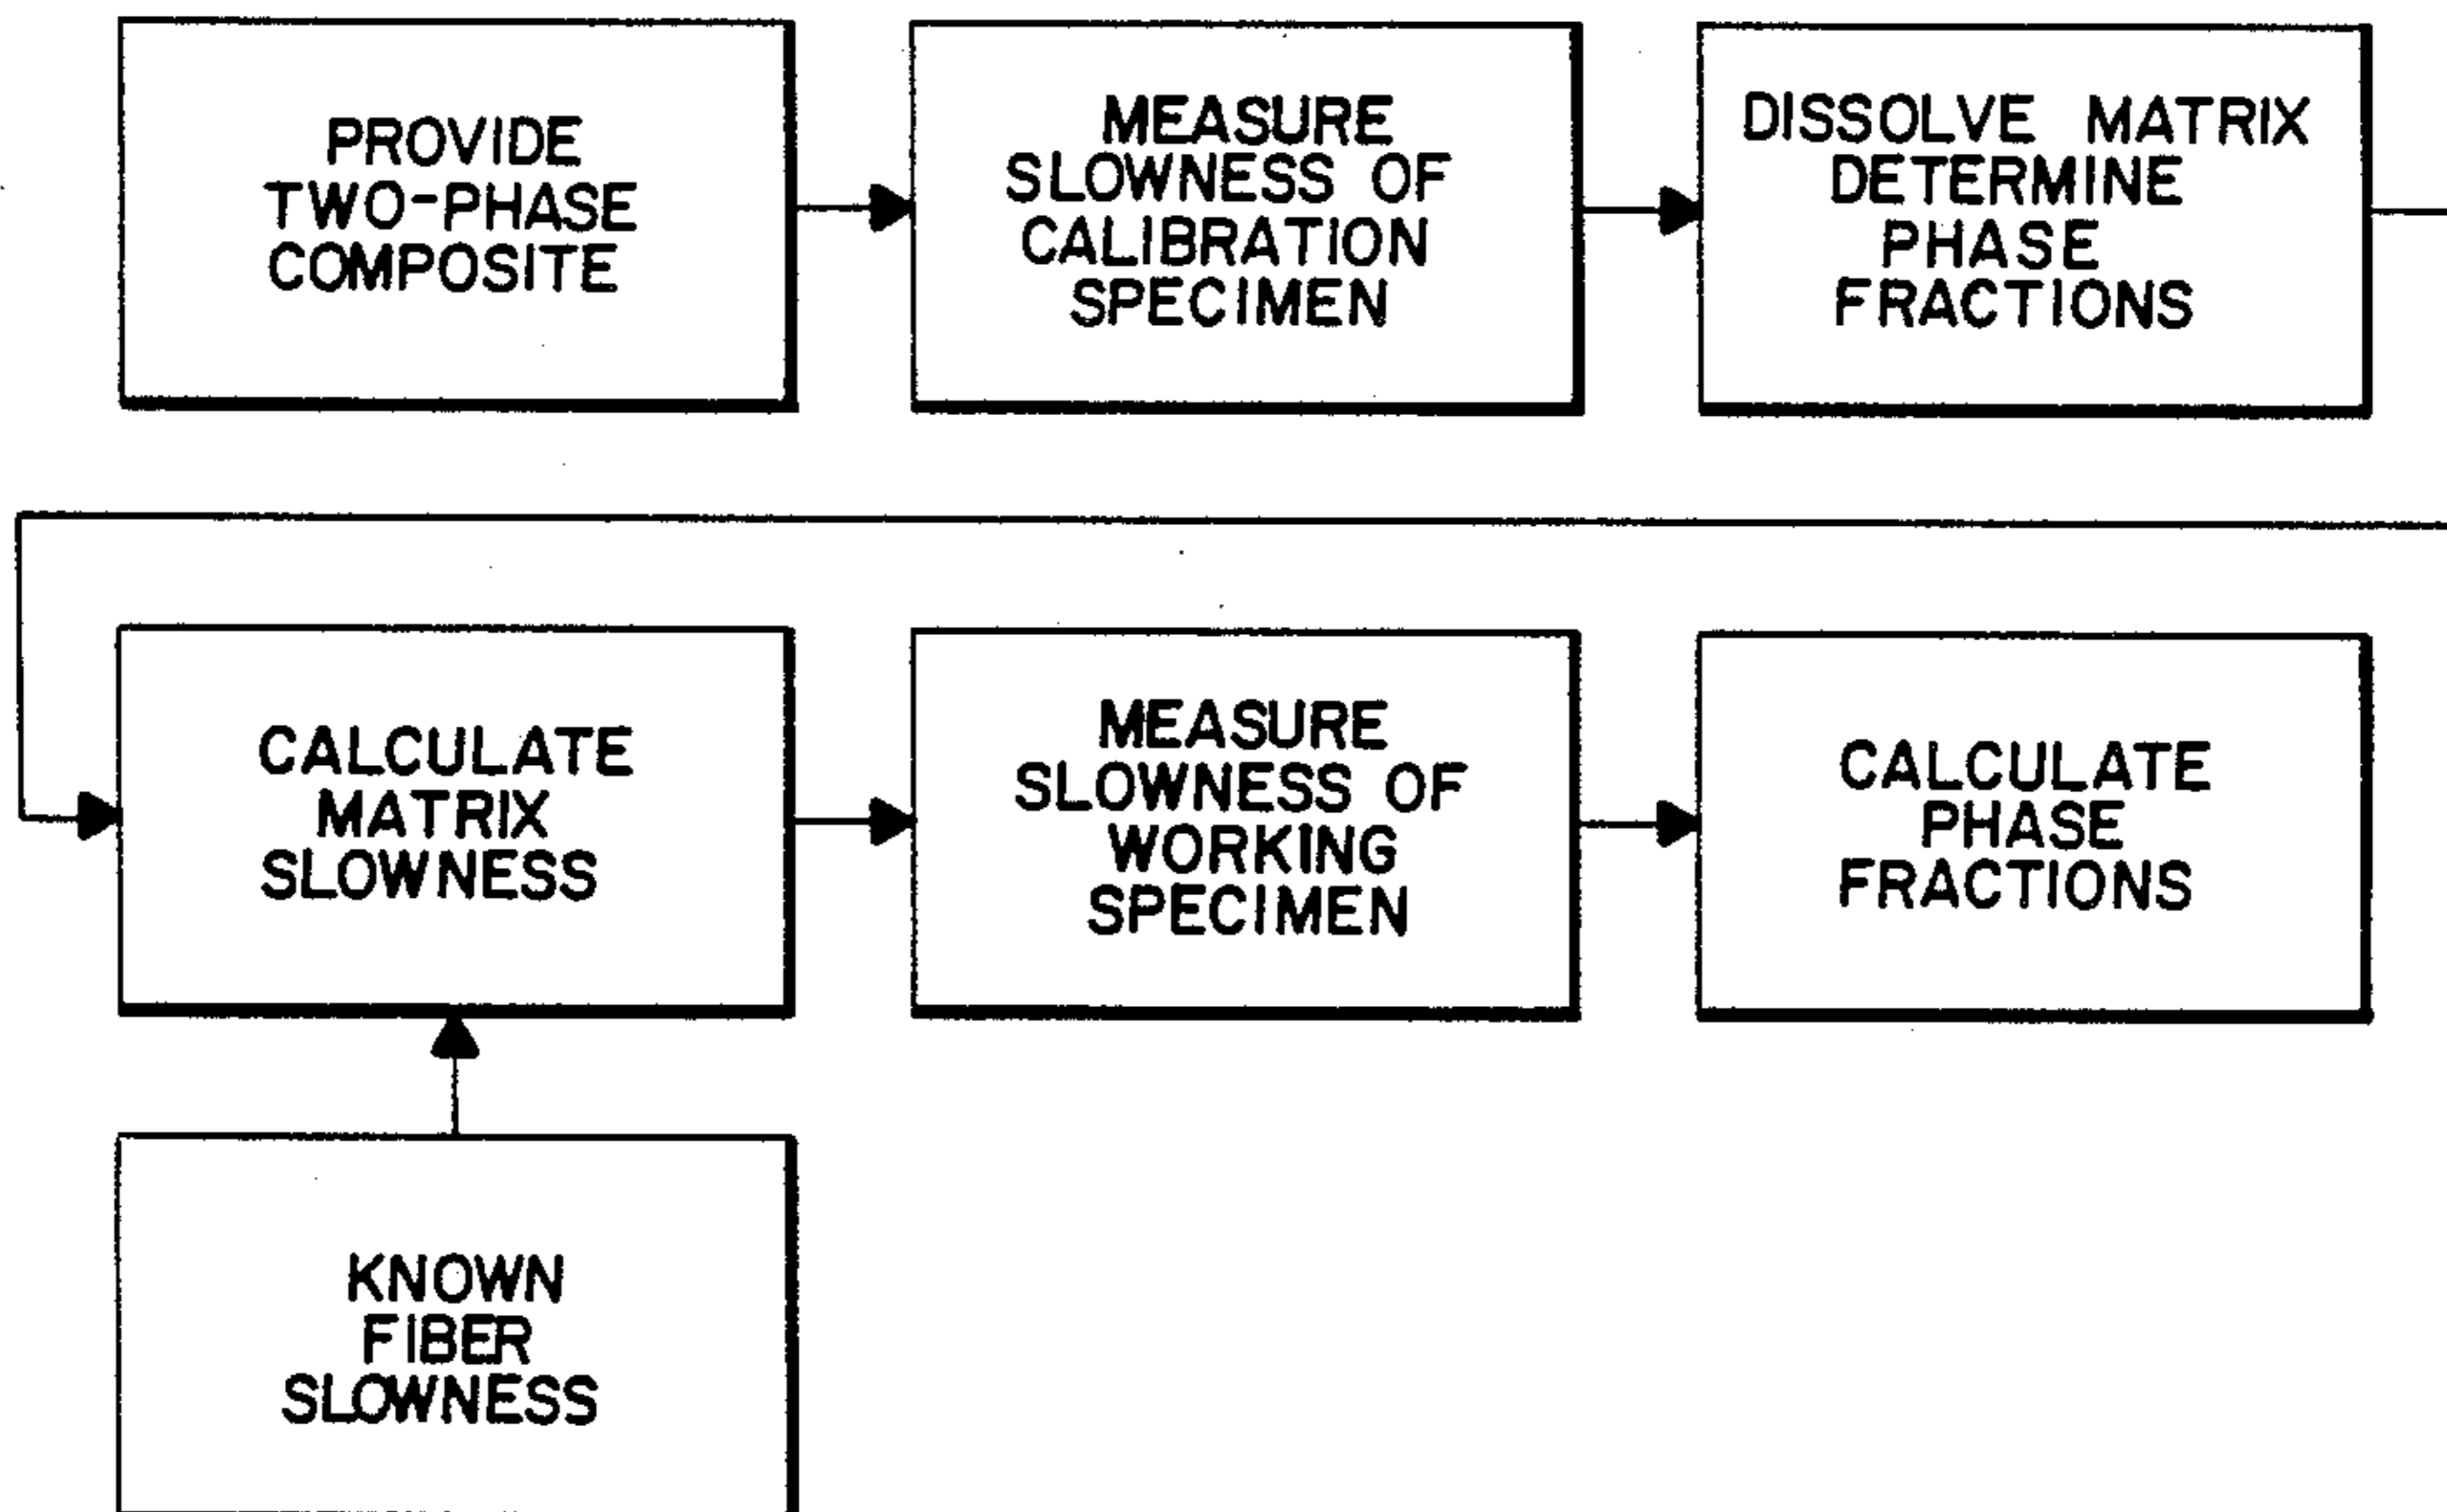 PROVIDE
TWO-PHASE
COMPOSITE
MEASURE
SLOWNESS OF
CALIBRATION
SPECIMEN
DISSOLVE MATRIX
DETERMINE
PHASE
FRACTIONS
CALCULATE
MATRIX
SLOWNESS
MEASURE
SLOWNESS OF
WORKING
SPECIMEN
CALCULATE
PHASE
FRACTIONS
KNOWN
FIBER
SLOWNESS